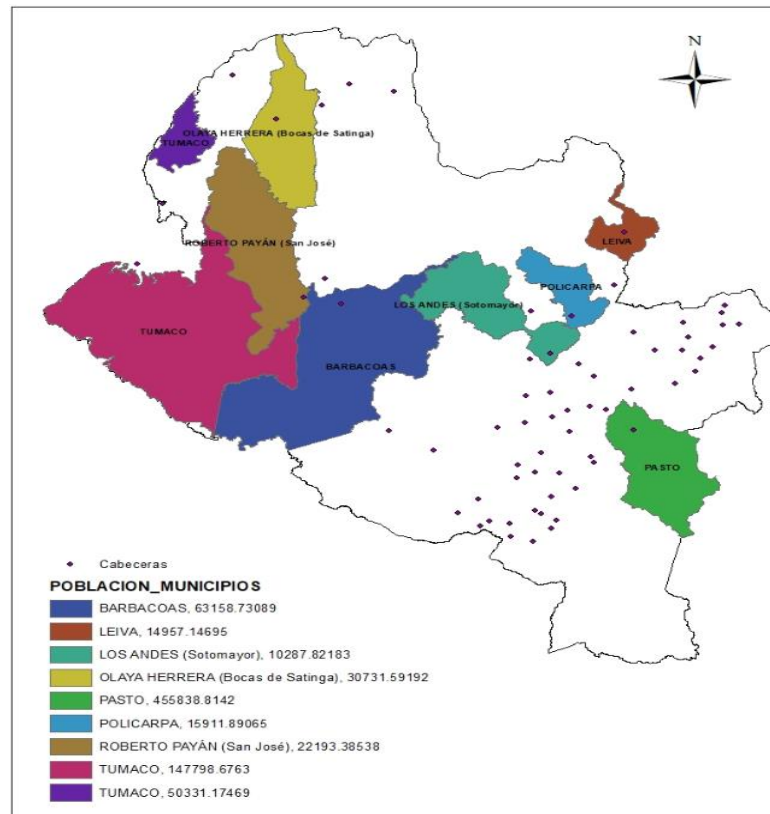 N
OLAYA HERRERA (Bocas de Satinga)
TUMACO
ROBERTO PAYÁN (San José)
LEIVA
POLICARPA
LOS ANDES (Sotomayor)
TUMACO
BARBACOAS
PASTO
Cabeceras
POBLACION_MUNICIPIOS
BARBACOAS, 63158.73089
LEIVA, 14957.14695
LOS ANDES (Sotomayor), 10287.82183
OLAYA HERRERA (Bocas de Satinga), 30731.59192
PASTO, 455838.8142
POLICARPA, 15911.89065
ROBERTO PAYÁN (San José), 22193.38538
TUMACO, 147798.6763
TUMACO, 50331.17469